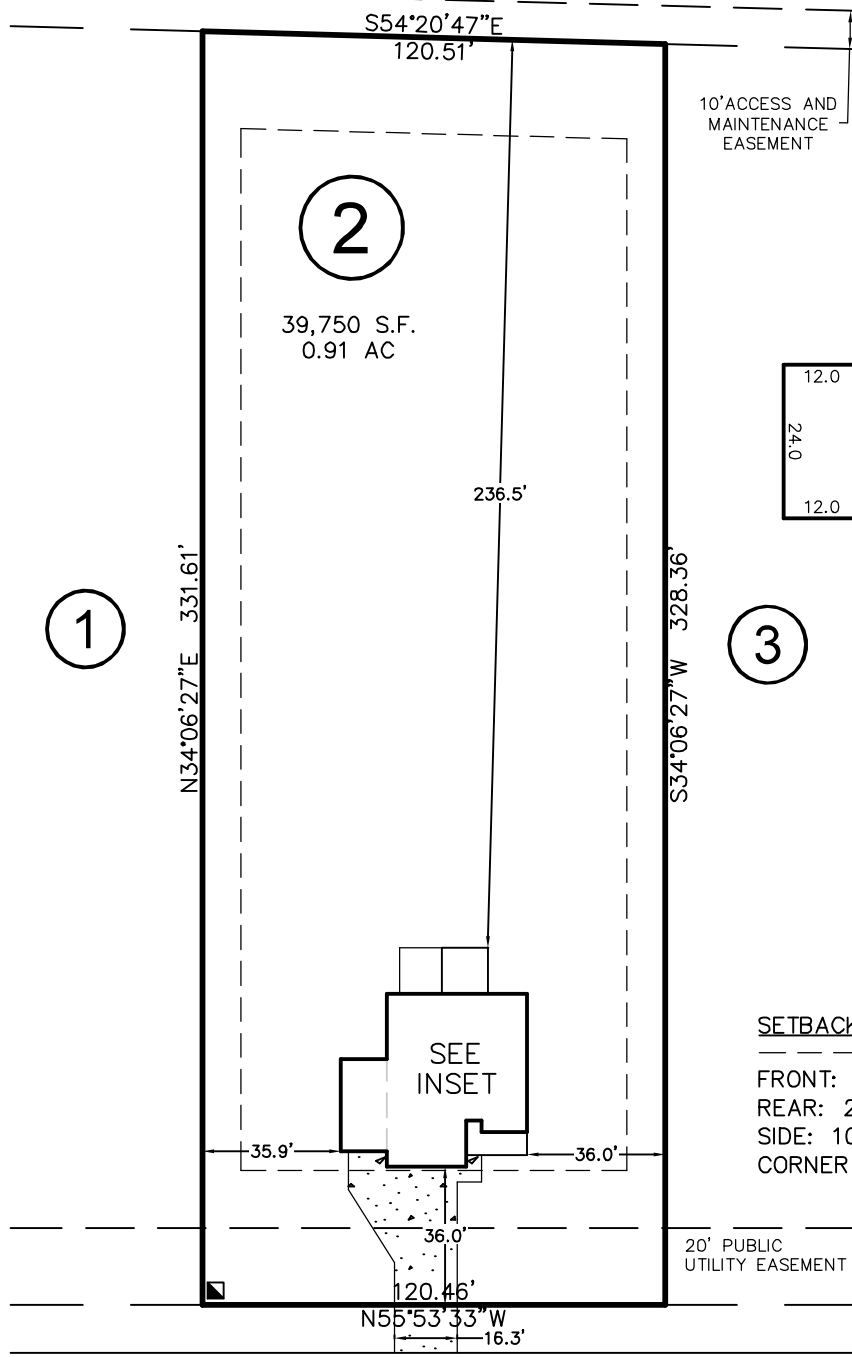 S54°20'47"E
120.51'
10'ACCESS AND
MAINTENANCE
EASEMENT
2
39,750 S.F.
0.91 AC
12.0
24.0
12.0
236.5'
N34°06'27"E 331.61'
S34°06'27"W 328.36'
1
3
SEE
INSET
SETBACK
FRONT:
REAR: 2
SIDE: 10
CORNER
35.9'
36.0'
36.0'
20' PUBLIC
UTILITY EASEMENT
120.46'
N55°53'33"W
16.3'